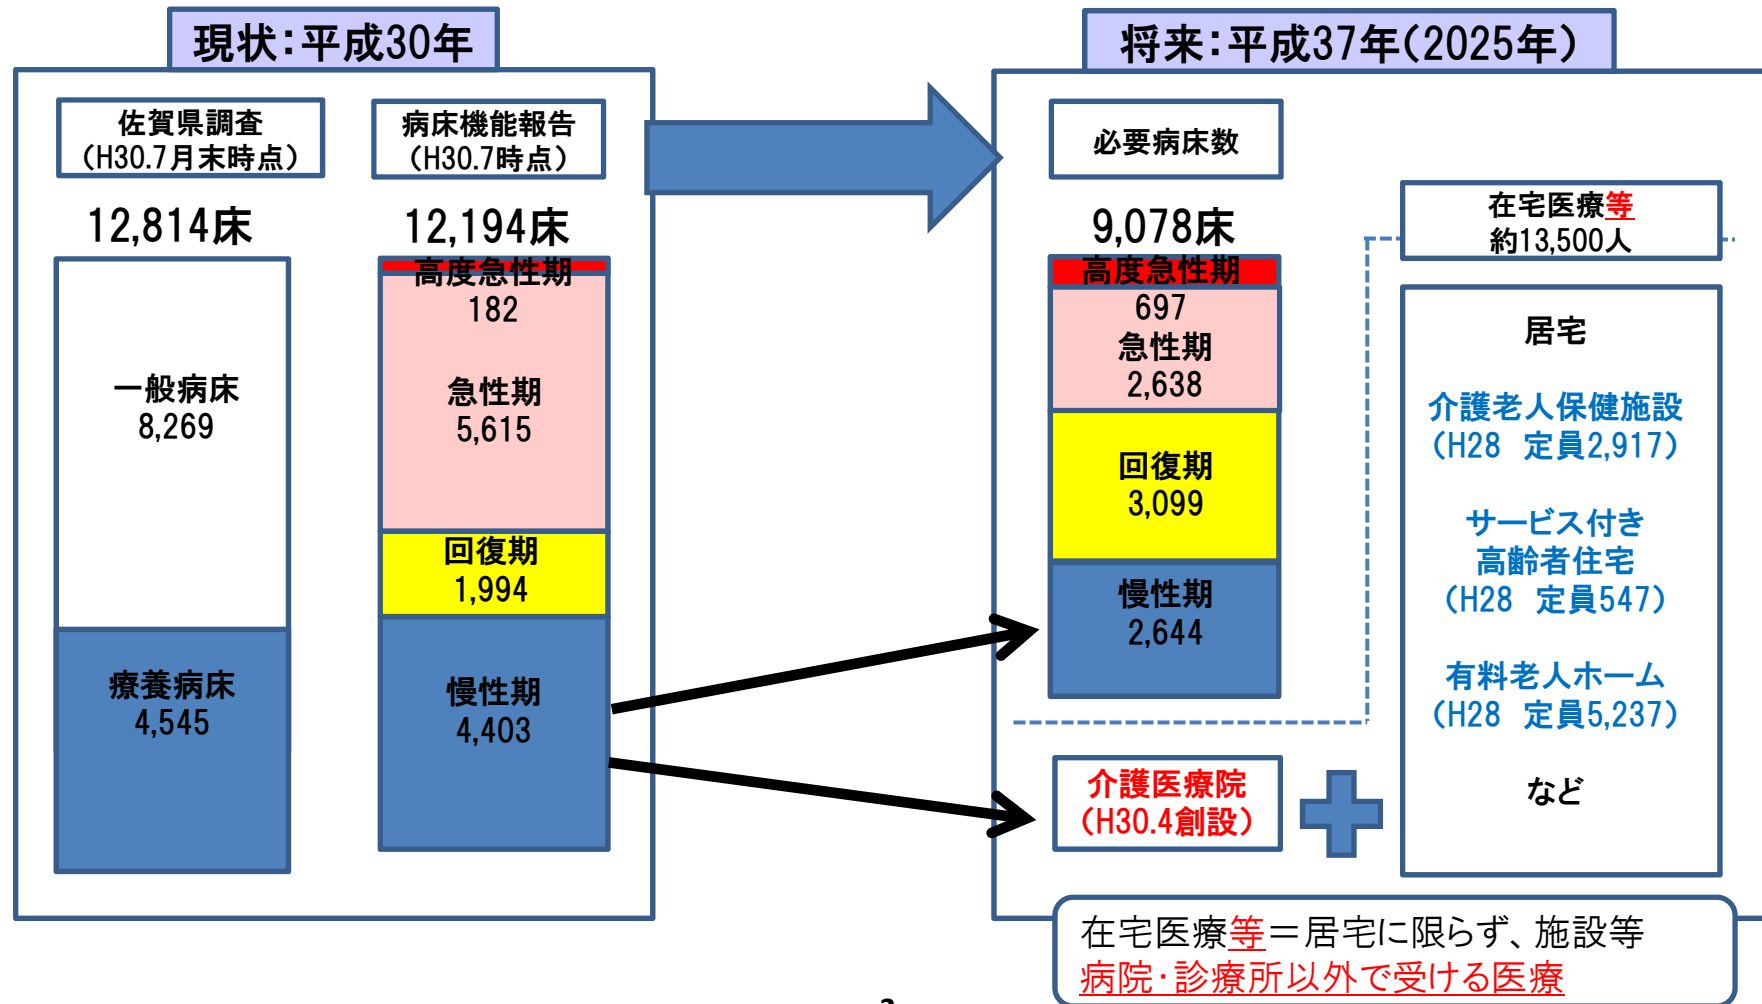 現状：平成30年
佐賀県調査
（H30.7月末時点）
12,814床
一般病床
8,269
療養病床
4,545
病床機能報告
（H30.7時点）
12,194床
高度急性期
182
急性期
5,615
回復期
1,994
慢性期
4,403
将来：平成37年（2025年）
必要病床数
9,078床
高度急性期
697
急性期
2,638
回復期
3,099
慢性期
2,644
介護医療院
（H30.4創設）
在宅医療等
約13,500人
居宅
介護老人保健施設
（H28　定員2,917）
サービス付き
高齢者住宅
（H28　定員547）
有料老人ホーム
（H28　定員5,237）
など
在宅医療等＝居宅に限らず、施設等
病院・診療所以外で受ける医療